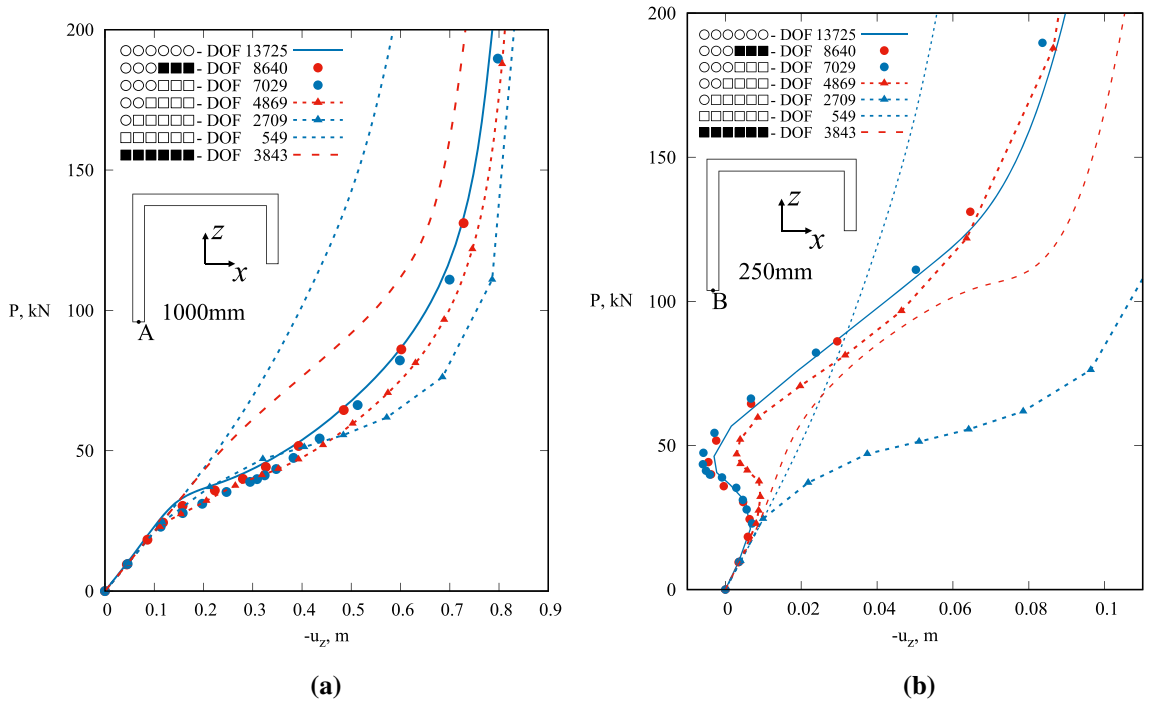 200
○○○○○○ - DOF 13725
○○○■■■ - DOF 8640
○○○□□□ - DOF 7029
○○□□□□ - DOF 4869
○□□□□□ - DOF 2709
□□□□□□ - DOF 549
■■■■■■ - DOF 3843
150
z
x
1000mm
A
100
P, kN
50
0
0 0.1 0.2 0.3 0.4 0.5 0.6 0.7 0.8 0.9
-uz, m
(a)
200
○○○○○○ - DOF 13725
○○○■■■ - DOF 8640
○○○□□□ - DOF 7029
○○□□□□ - DOF 4869
○□□□□□ - DOF 2709
□□□□□□ - DOF 549
■■■■■■ - DOF 3843
150
z
x
250mm
B
100
P, kN
50
0
0 0.02 0.04 0.06 0.08 0.1
-uz, m
(b)